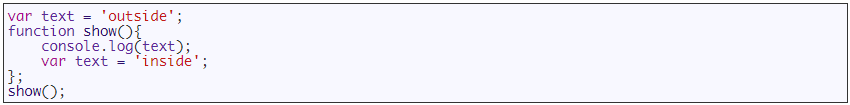 var text = 'outside';
function show(){
    console.log(text);
    var text = 'inside';
};
show();